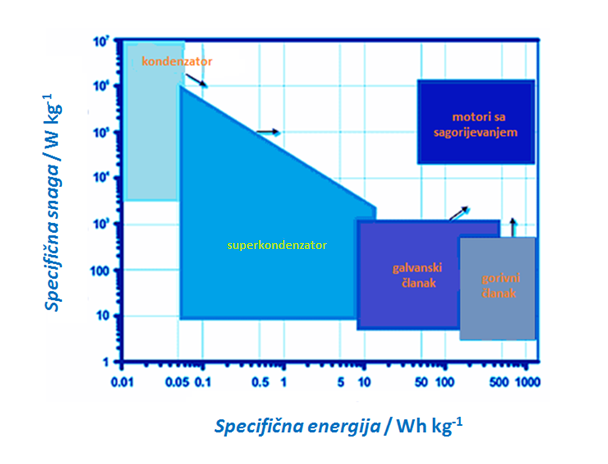 Specifična snaga / W kg-1
10⁷
10⁶
10⁵
10⁴
10³
100
10
1
kondenzator
motori sa
sagorijevanjem
superkondenzator
galvanski
članak
gorivni
članak
0.01 0.05 0.1 0.5 1 5 10 50 100 500 1000
Specifična energija / Wh kg-1